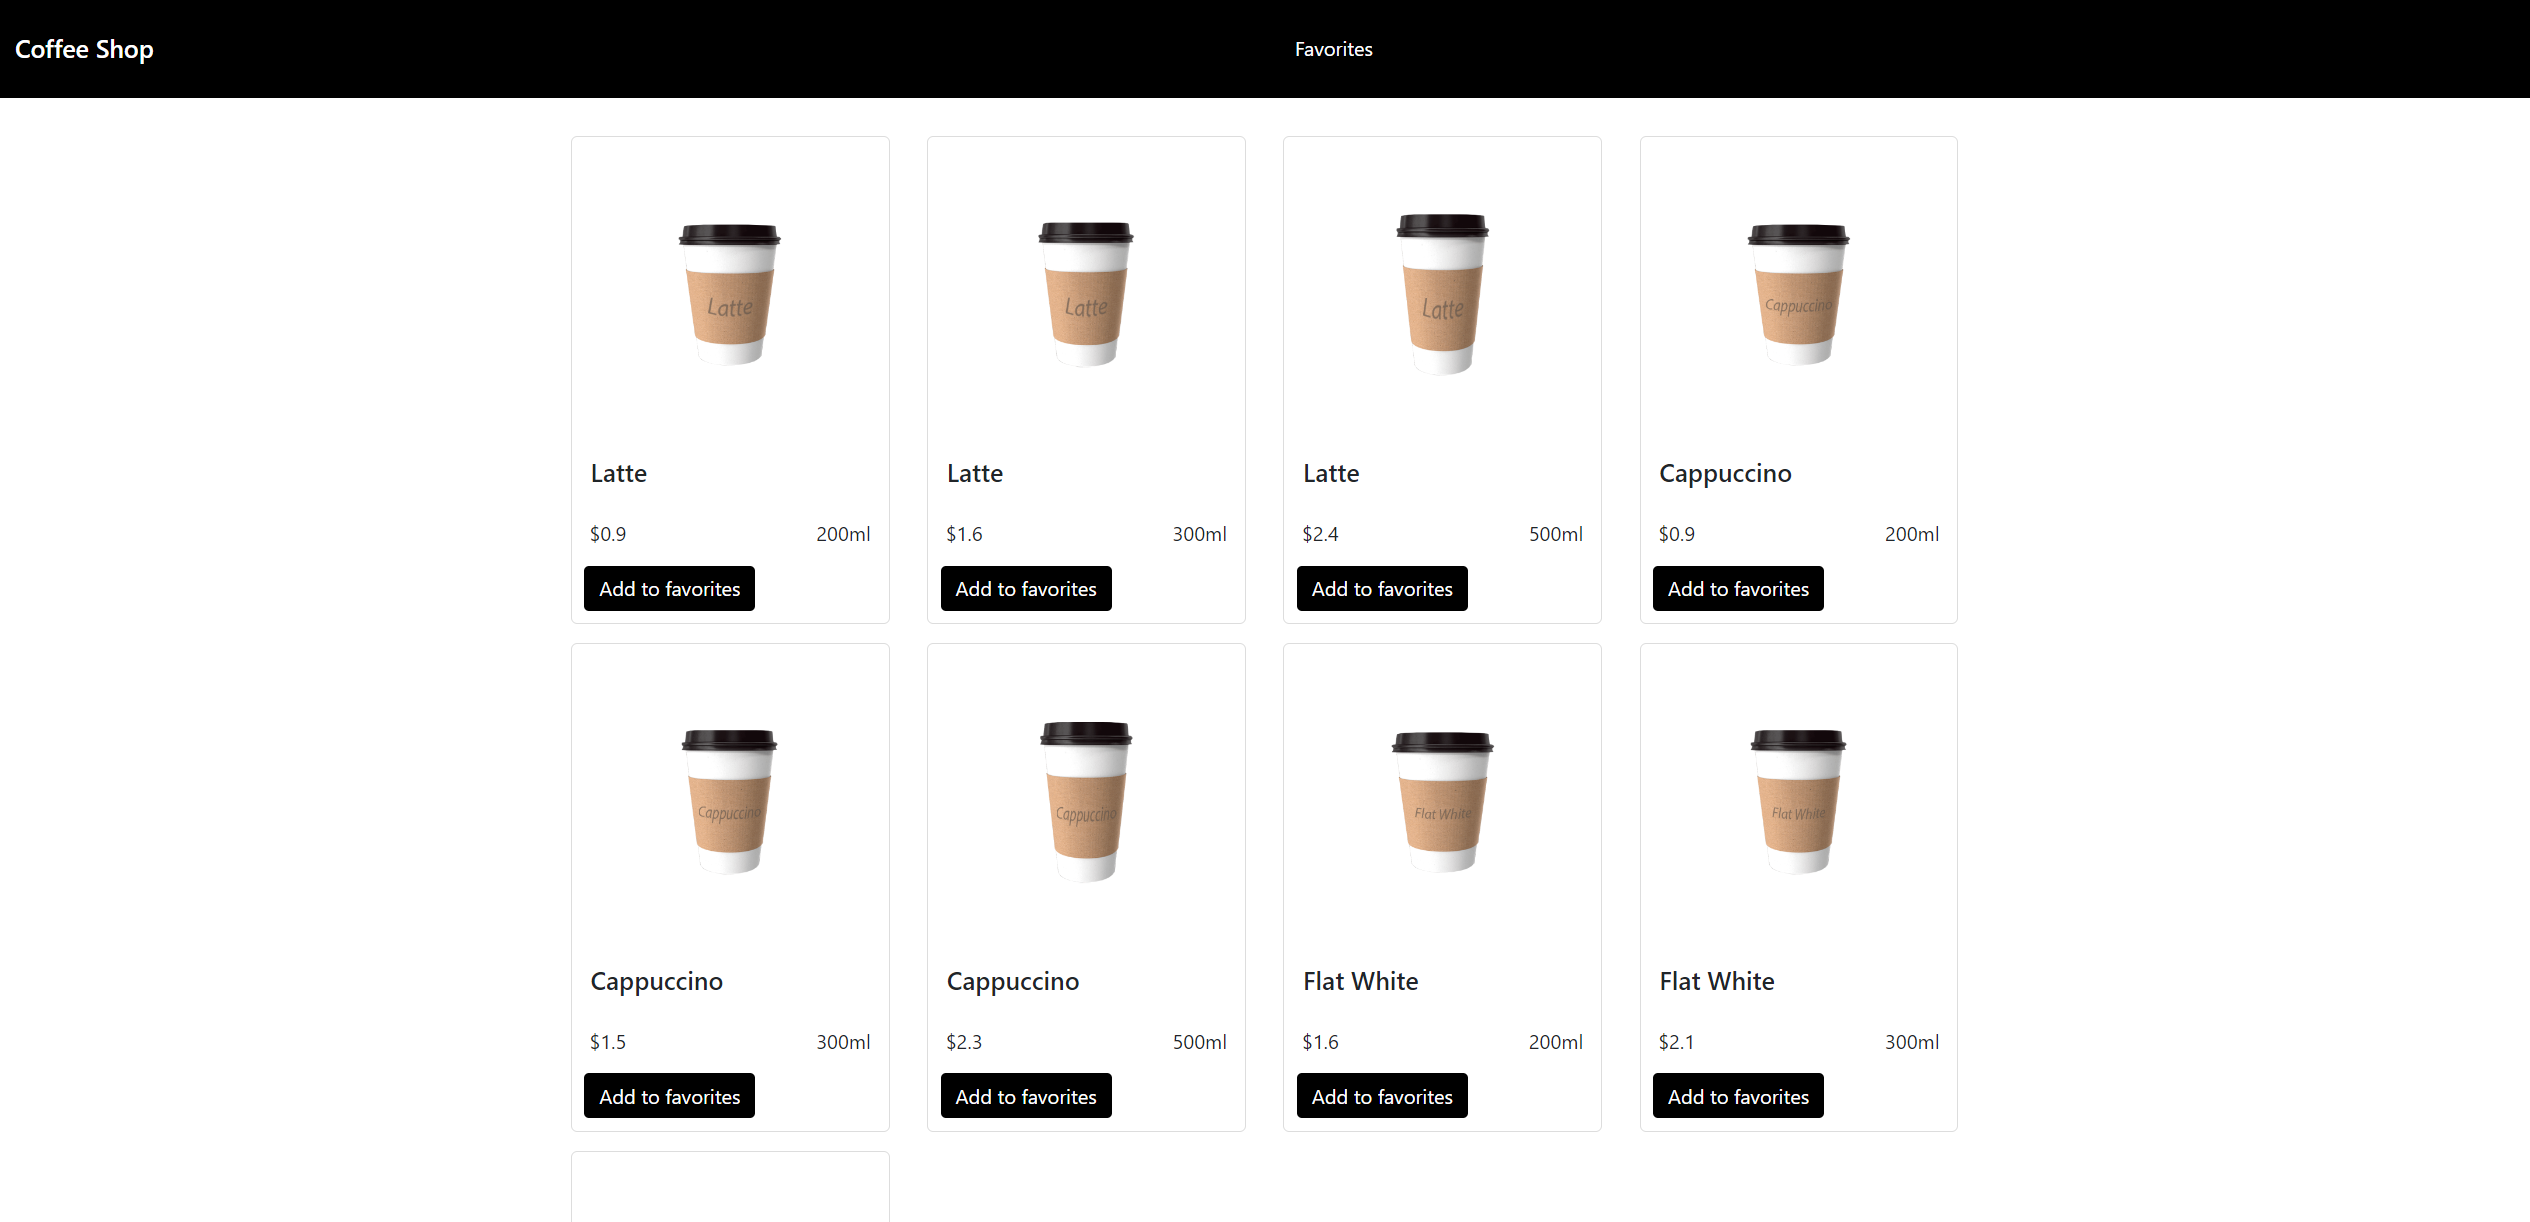 Coffee Shop
Favorites
Latte
Latte
Latte
Cappuccino
Latte
Latte
Latte
Cappuccino
$0.9 200ml
$1.6 300ml
$2.4 500ml
$0.9 200ml
Add to favorites
Add to favorites
Add to favorites
Add to favorites
Cappuccino
Cappuccino
Flat White
Flat White
Cappuccino
Cappuccino
Flat White
Flat White
$1.5 300ml
$2.3 500ml
$1.6 200ml
$2.1 300ml
Add to favorites
Add to favorites
Add to favorites
Add to favorites